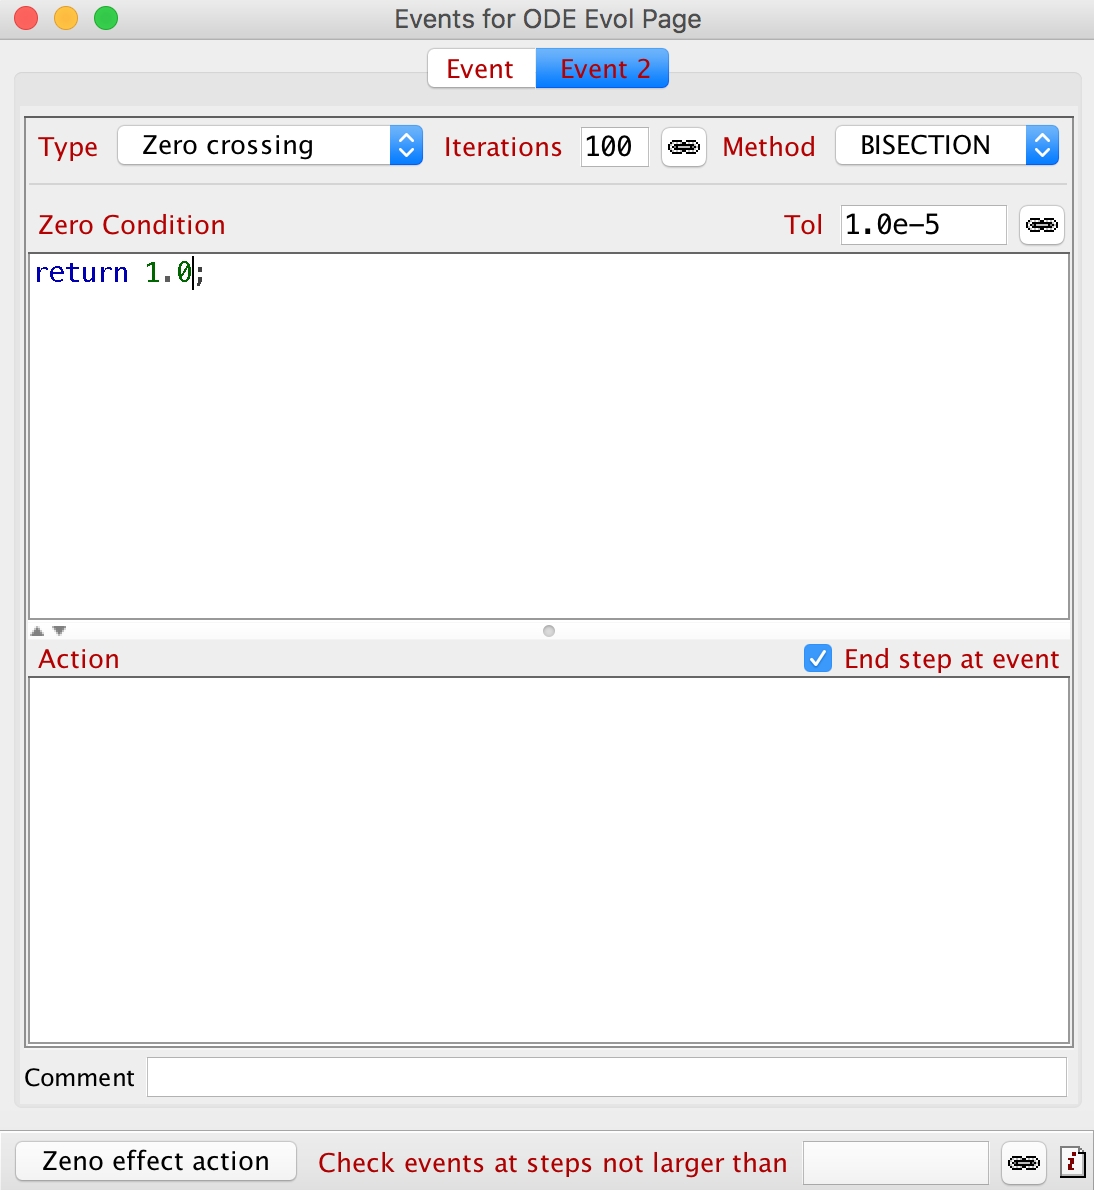 Events for ODE Evol Page
Event Event 2
Type Zero crossing Iterations 100 Method BISECTION
Zero Condition Tol 1.0e-5
return 1.0;
Action End step at event
Comment
Zeno effect action Check events at steps not larger than i